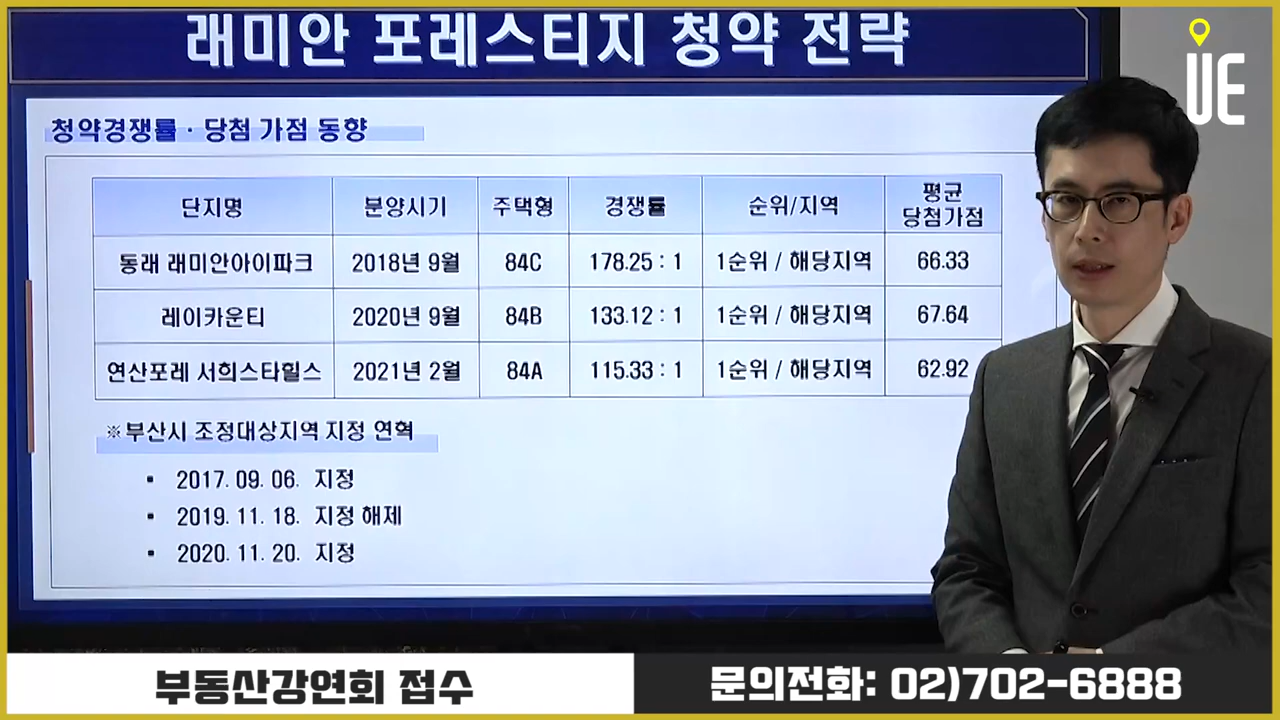 래미안 포레스티지 청약 전략
UE
청약경쟁률 · 당첨 가점 동향
단지명 분양시기 주택형 경쟁률 순위/지역 평균 당첨가점
동래 래미안아이파크 2018년 9월 84C 178.25 : 1 1순위 / 해당지역 66.33
레이카운티 2020년 9월 84B 133.12 : 1 1순위 / 해당지역 67.64
연산포레 서희스타힐스 2021년 2월 84A 115.33 : 1 1순위 / 해당지역 62.92
※ 부산시 조정대상지역 지정 연혁
▪ 2017. 09. 06. 지정
▪ 2019. 11. 18. 지정 해제
▪ 2020. 11. 20. 지정
부동산강연회 접수
문의전화: 02)702-6888